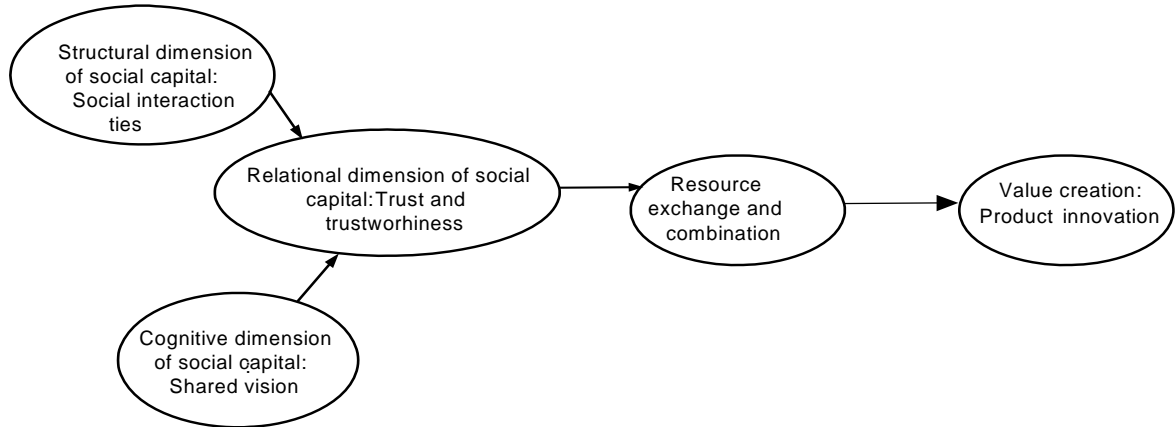 Structural dimension
of social capital:
Social interaction
ties
Relational dimension of social
capital:Trust and
trustworhiness
Resource
exchange and
combination
Value creation:
Product innovation
Cognitive dimension
of social capital:
Shared vision